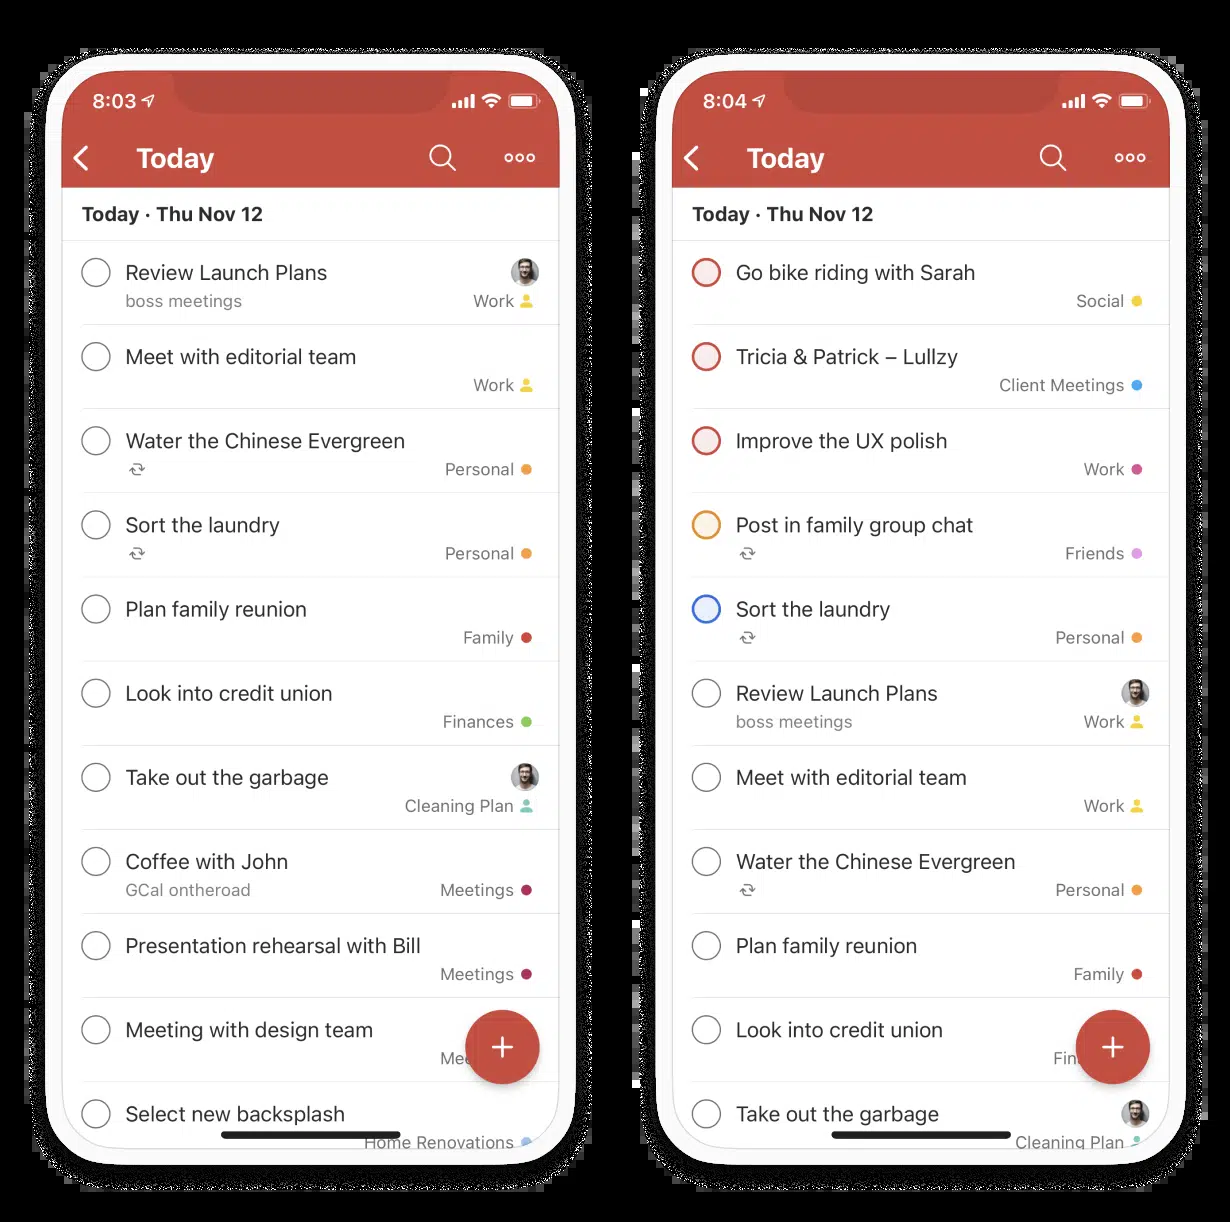 8:03
Today
Today · Thu Nov 12
Review Launch Plans
boss meetings
Work
Meet with editorial team
Work
Water the Chinese Evergreen
Personal
Sort the laundry
Personal
Plan family reunion
Family
Look into credit union
Finances
Take out the garbage
Cleaning Plan
Coffee with John
GCal ontheroad
Meetings
Presentation rehearsal with Bill
Meetings
Meeting with design team
Mee
Select new backsplash
Home Renovations
8:04
Today
Today · Thu Nov 12
Go bike riding with Sarah
Social
Tricia & Patrick – Lullzy
Client Meetings
Improve the UX polish
Work
Post in family group chat
Friends
Sort the laundry
Personal
Review Launch Plans
boss meetings
Work
Meet with editorial team
Work
Water the Chinese Evergreen
Personal
Plan family reunion
Family
Look into credit union
Fin
Take out the garbage
Cleaning Plan